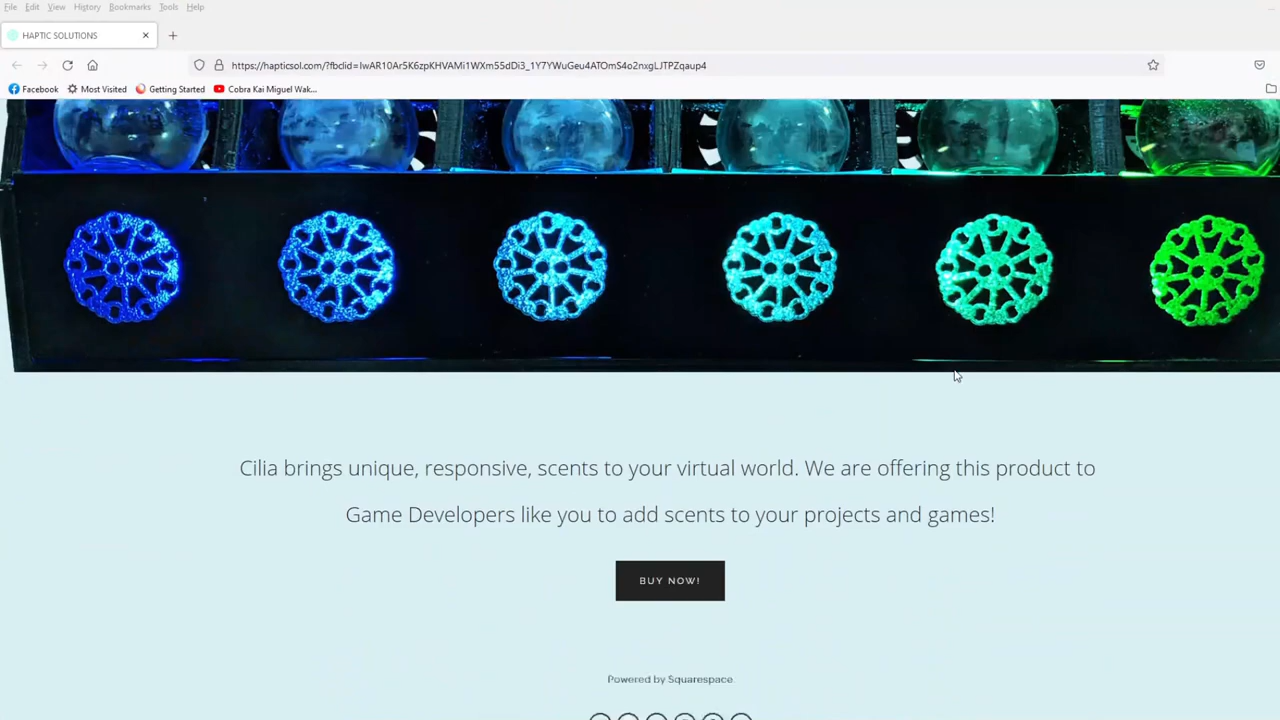 File Edit View History Bookmarks Tools Help
HAPTIC SOLUTIONS
https://hapticsol.com/?fbclid=IwAR10Ar5K6zpKHVAMi1WXm55dDi3_1Y7YWuGeu4ATOmS4o2nxgLJTPZqaup4
Facebook Most Visited Getting Started Cobra Kai Miguel Wak...
Cilia brings unique, responsive, scents to your virtual world. We are offering this product to
Game Developers like you to add scents to your projects and games!
BUY NOW!
Powered by Squarespace